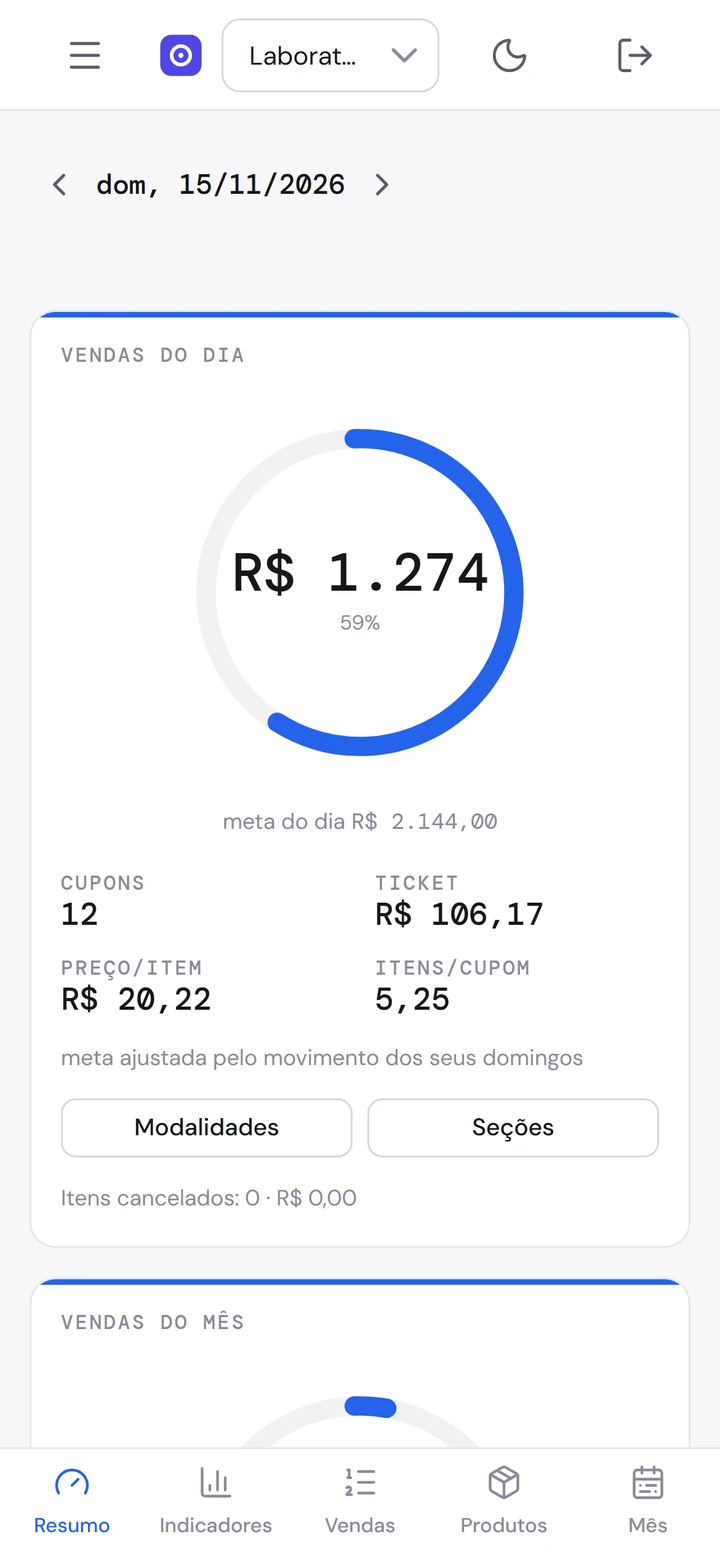 Laborat...
dom, 15/11/2026
VENDAS DO DIA
R$ 1.274
59%
meta do dia R$ 2.144,00
CUPONS TICKET
12 R$ 106,17
PREÇO/ITEM ITENS/CUPOM
R$ 20,22 5,25
meta ajustada pelo movimento dos seus domingos
Modalidades Seções
Itens cancelados: 0 · R$ 0,00
VENDAS DO MÊS
Resumo Indicadores Vendas Produtos Mês